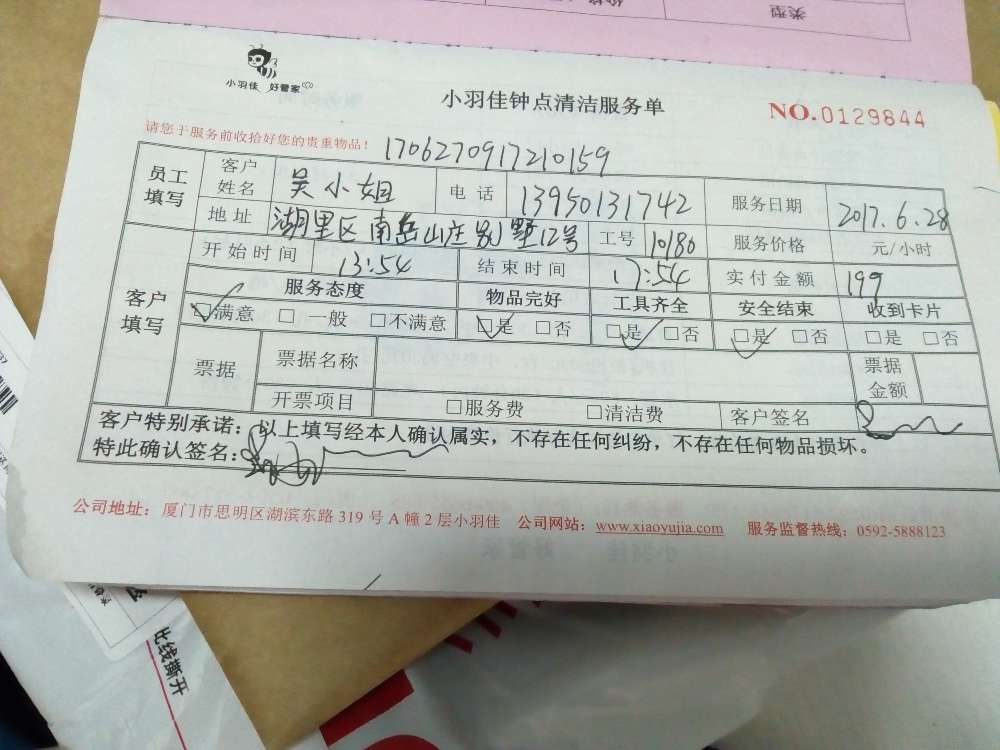 类型
小羽佳 好管家
小羽佳钟点清洁服务单
NO.0129844
请您于服务前收拾好您的贵重物品!
1706270917210159
员工填写
客户姓名 吴小姐 电话 13950131742 服务日期 2017.6.28
地址 湖里区南岳山庄别墅12号 工号 10180 服务价格 元/小时
客户填写
开始时间 13:54 结束时间 17:54 实付金额 199
服务态度 物品完好 工具齐全 安全结束 收到卡片
☑满意 □一般 □不满意 ☑是 □否 ☑是 □否 ☑是 □否 □是 □否
票据 票据名称 票据金额
开票项目 □服务费 □清洁费 客户签名
客户特别承诺:以上填写经本人确认属实,不存在任何纠纷,不存在任何物品损坏。
特此确认签名:
公司地址:厦门市思明区湖滨东路319号A幢2层小羽佳 公司网站:www.xiaoyujia.com 服务监督热线:0592-5888123
此线撕开